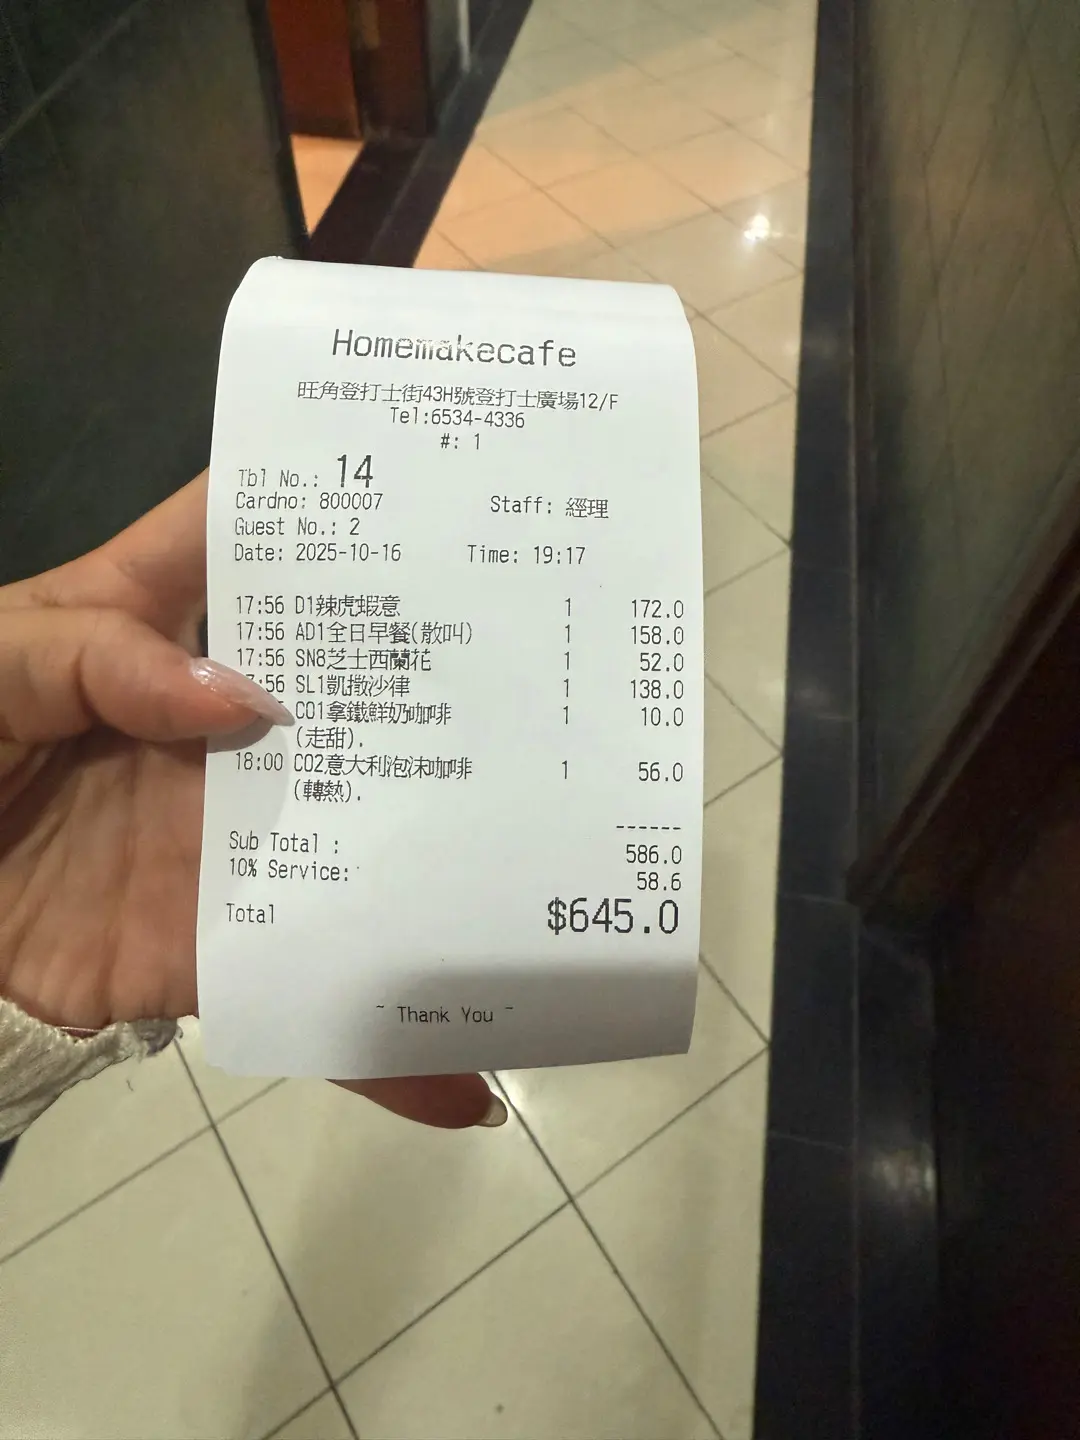 Homemakecafe
旺角登打士街43H號登打士廣場12/F
Tel:6534-4336
#: 1
Tbl No.: 14
Cardno: 800007 Staff: 經理
Guest No.: 2
Date: 2025-10-16 Time: 19:17
17:56 D1辣虎蝦意 1 172.0
17:56 AD1全日早餐(散叫) 1 158.0
17:56 SN8芝士西蘭花 1 52.0
7:56 SL1凱撒沙律 1 138.0
CO1拿鐵鮮奶咖啡 1 10.0
(走甜).
18:00 CO2意大利泡沫咖啡 1 56.0
(轉熱).
------
Sub Total : 586.0
10% Service: 58.6
Total $645.0
~ Thank You ~